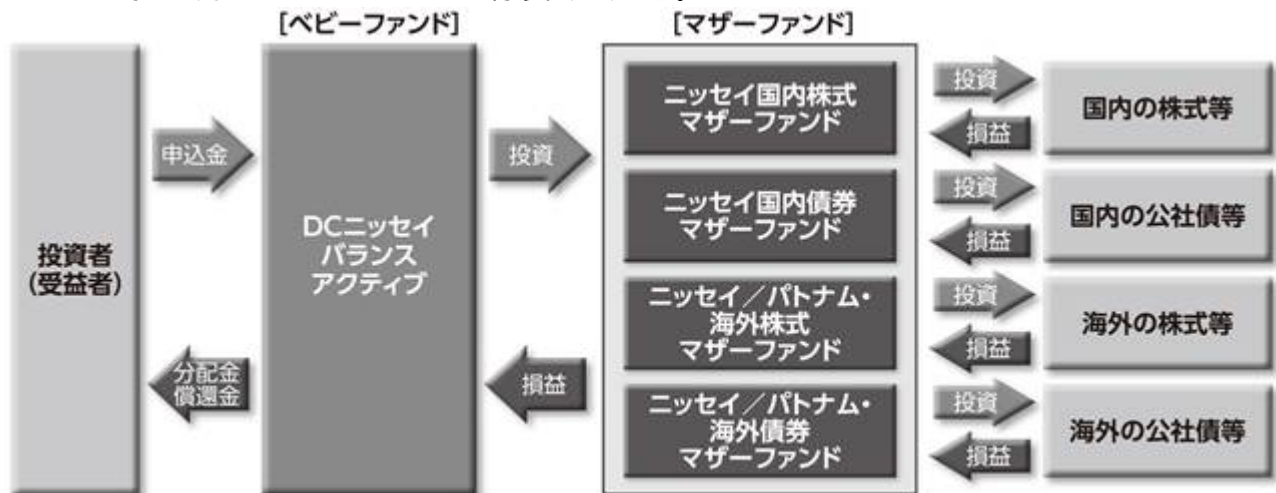 [ベビーファンド]
[マザーファンド]
投資者
(受益者)
申込金
分配金
償還金
DCニッセイ
バランス
アクティブ
投資
損益
ニッセイ国内株式
マザーファンド
投資
損益
国内の株式等
ニッセイ国内債券
マザーファンド
投資
損益
国内の公社債等
ニッセイ/パトナム・
海外株式
マザーファンド
投資
損益
海外の株式等
ニッセイ/パトナム・
海外債券
マザーファンド
投資
損益
海外の公社債等